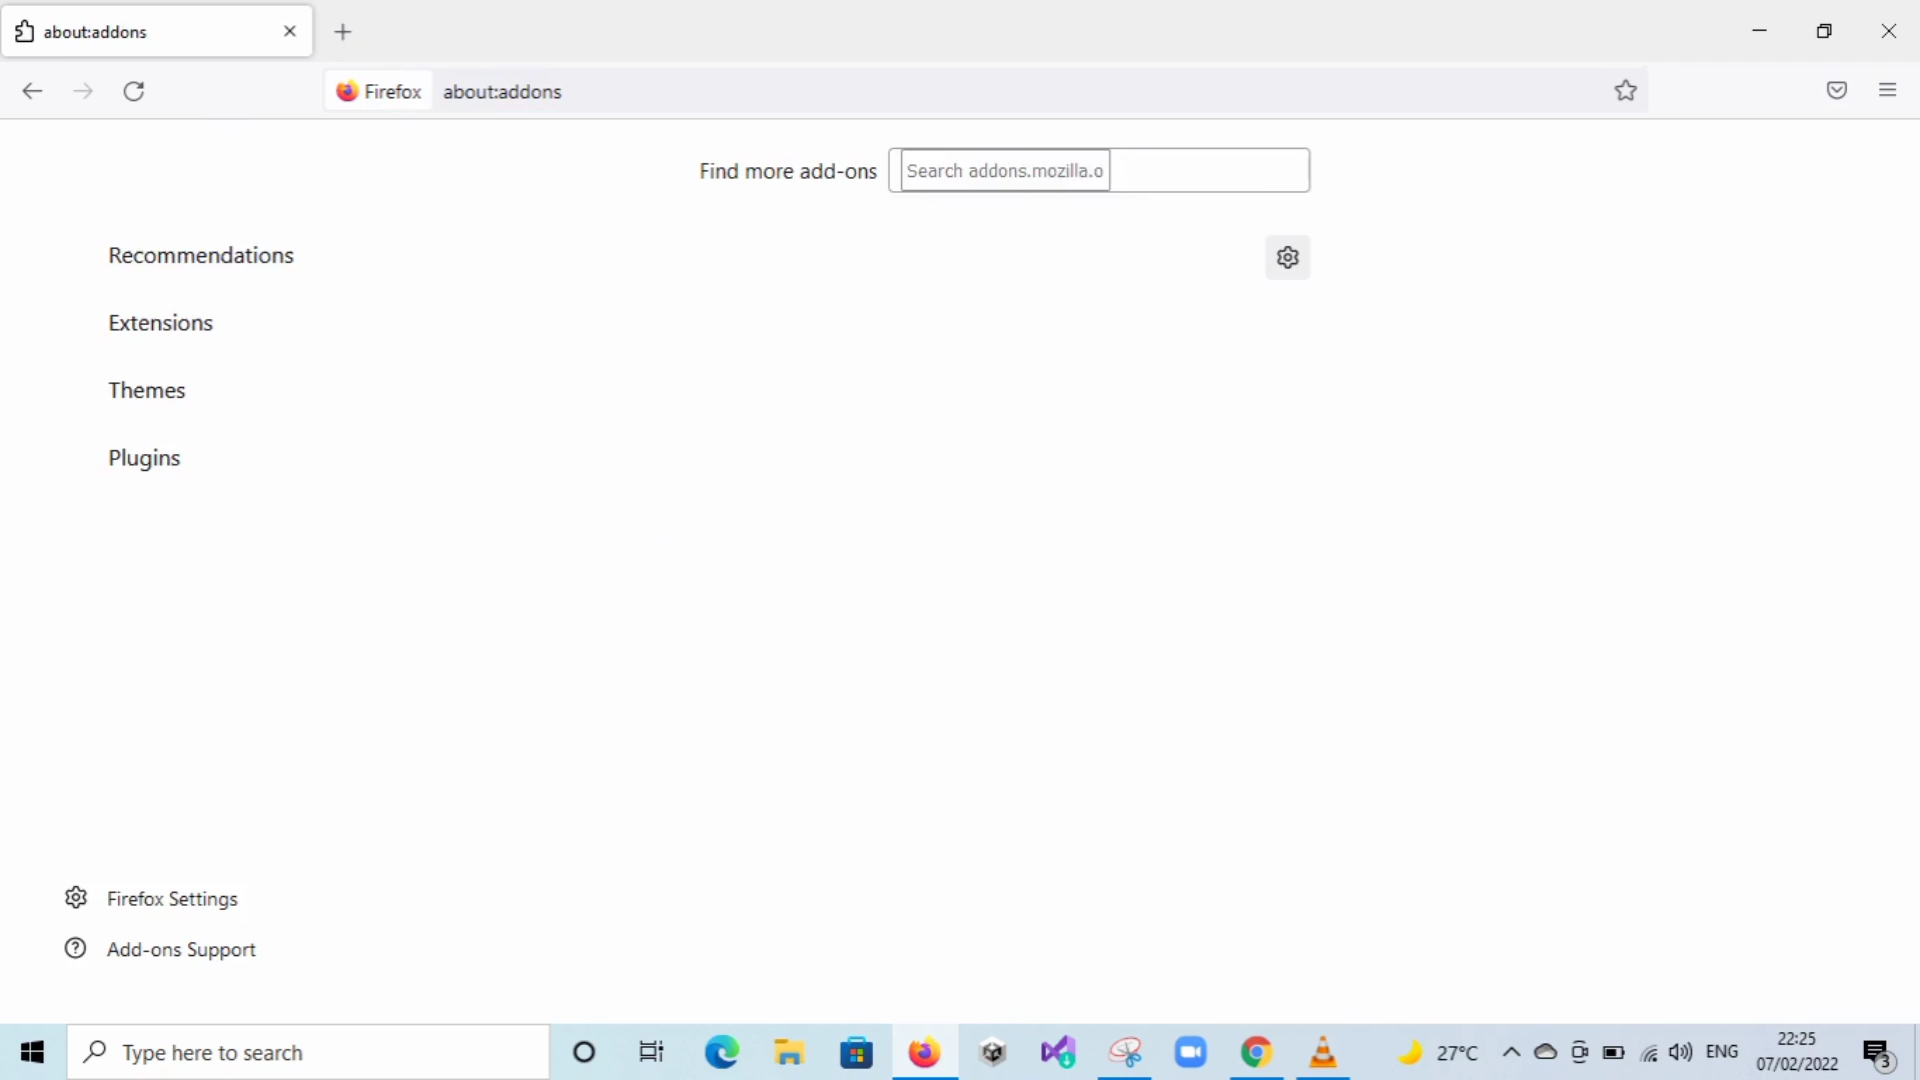 about:addons
Firefox about:addons
Find more add-ons Search addons.mozilla.o
Recommendations
Extensions
Themes
Plugins
Firefox Settings
Add-ons Support
Type here to search
27°C ENG
22:25
07/02/2022
3